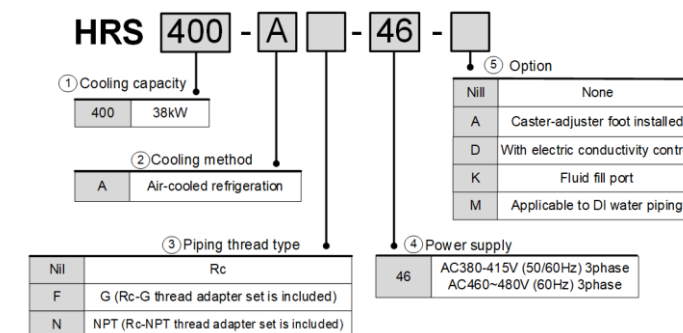 HRS 400 - A - 46 -
① Cooling capacity
400 38kW
② Cooling method
A Air-cooled refrigeration
③ Piping thread type
Nil Rc
F G (Rc-G thread adapter set is included)
N NPT (Rc-NPT thread adapter set is included)
④ Power supply
46 AC380-415V (50/60Hz) 3phase
AC460~480V (60Hz) 3phase
⑤ Option
Nill None
A Caster-adjuster foot installed
D With electric conductivity contr
K Fluid fill port
M Applicable to DI water piping